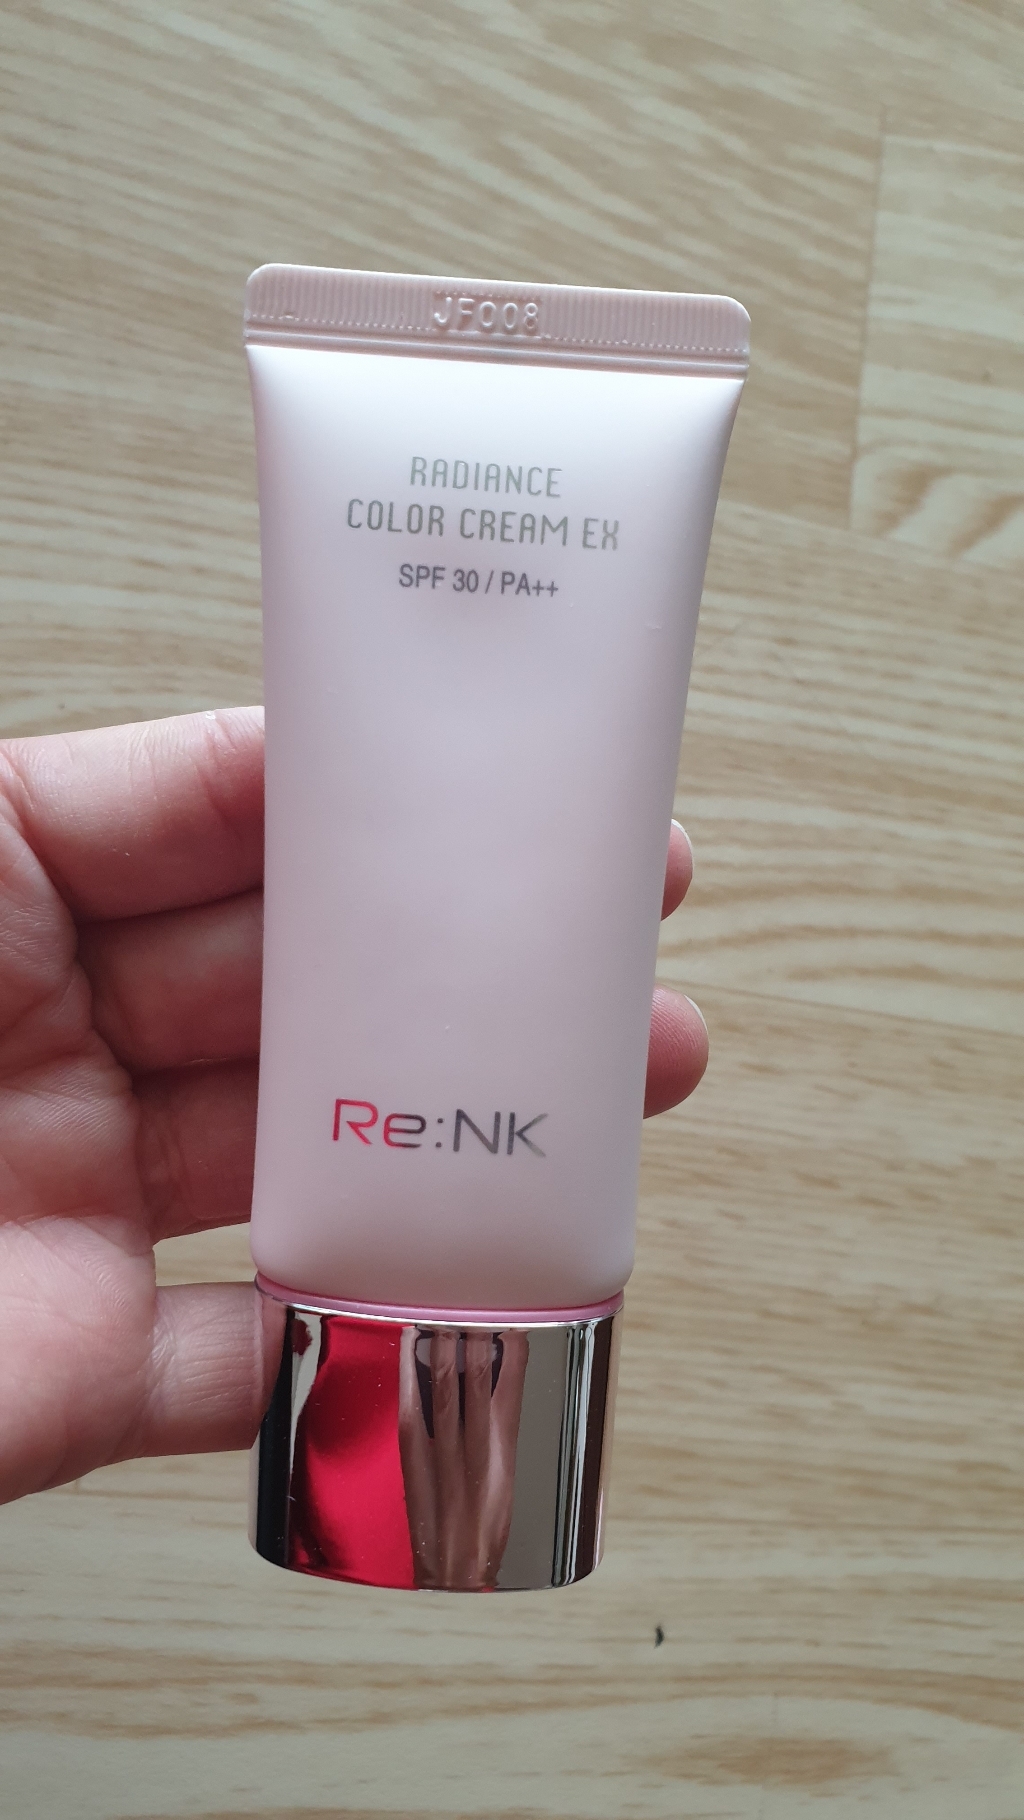 JF008
RADIANCE
COLOR CREAM EX
SPF 30 / PA++
Re:NK